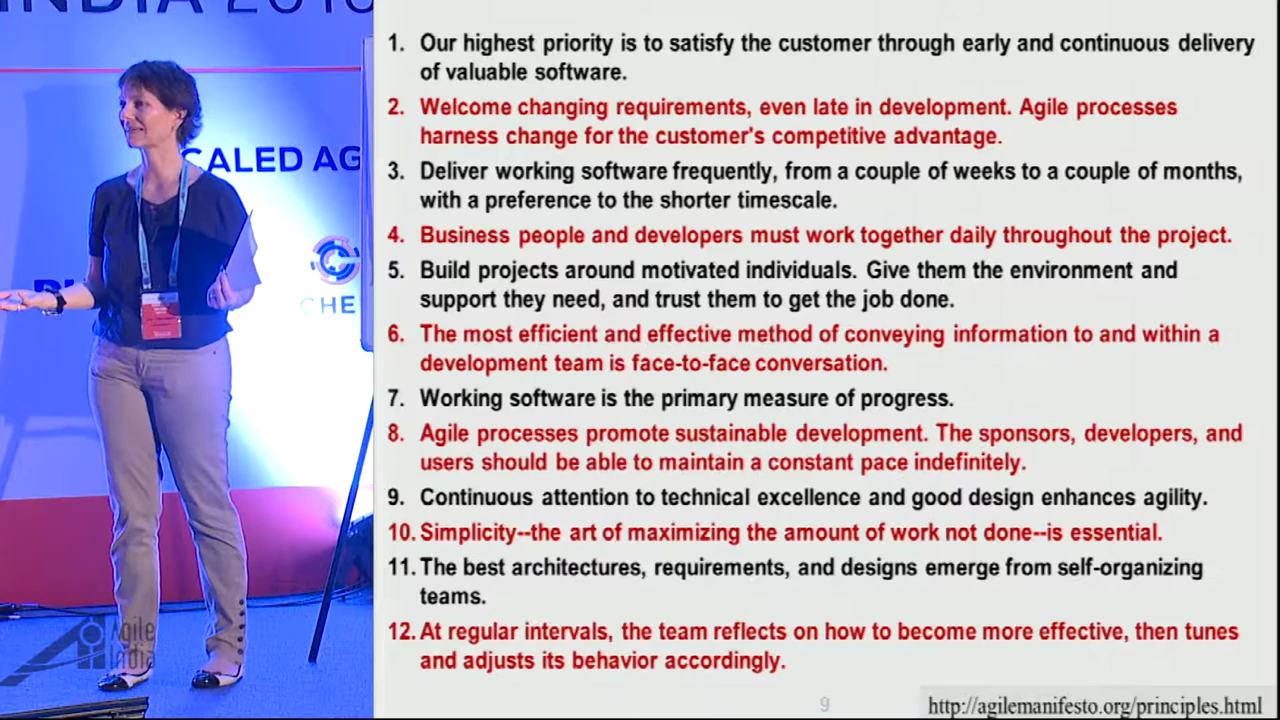 INDIA 2016
CALED AG
CHE
Agile
India
1. Our highest priority is to satisfy the customer through early and continuous delivery
of valuable software.
2. Welcome changing requirements, even late in development. Agile processes
harness change for the customer's competitive advantage.
3. Deliver working software frequently, from a couple of weeks to a couple of months,
with a preference to the shorter timescale.
4. Business people and developers must work together daily throughout the project.
5. Build projects around motivated individuals. Give them the environment and
support they need, and trust them to get the job done.
6. The most efficient and effective method of conveying information to and within a
development team is face-to-face conversation.
7. Working software is the primary measure of progress.
8. Agile processes promote sustainable development. The sponsors, developers, and
users should be able to maintain a constant pace indefinitely.
9. Continuous attention to technical excellence and good design enhances agility.
10. Simplicity--the art of maximizing the amount of work not done--is essential.
11. The best architectures, requirements, and designs emerge from self-organizing
teams.
12. At regular intervals, the team reflects on how to become more effective, then tunes
and adjusts its behavior accordingly.
9
http://agilemanifesto.org/principles.html